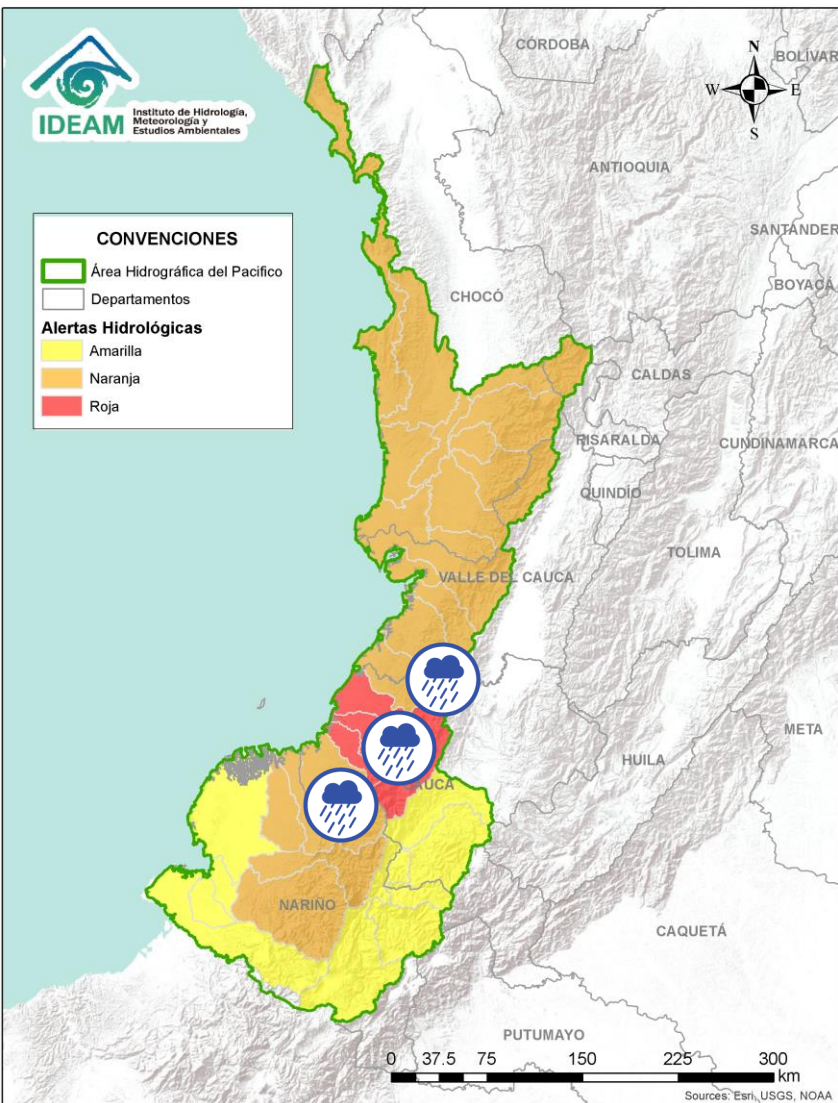 IDEAM
Instituto de Hidrología,
Meteorología y
Estudios Ambientales
CÓRDOBA
BOLÍVAR
N
W
E
S
ANTIOQUIA
SANTANDER
BOYACÁ
CONVENCIONES
Área Hidrográfica del Pacifico
Departamentos
Alertas Hidrológicas
Amarilla
Naranja
Roja
CHOCÓ
CALDAS
RISARALDA
CUNDINAMARCA
QUINDÍO
TOLIMA
VALLE DEL CAUCA
META
HUILA
CAUCA
NARIÑO
CAQUETÁ
PUTUMAYO
0 37.5 75 150 225 300
km
Sources: Esri, USGS, NOAA